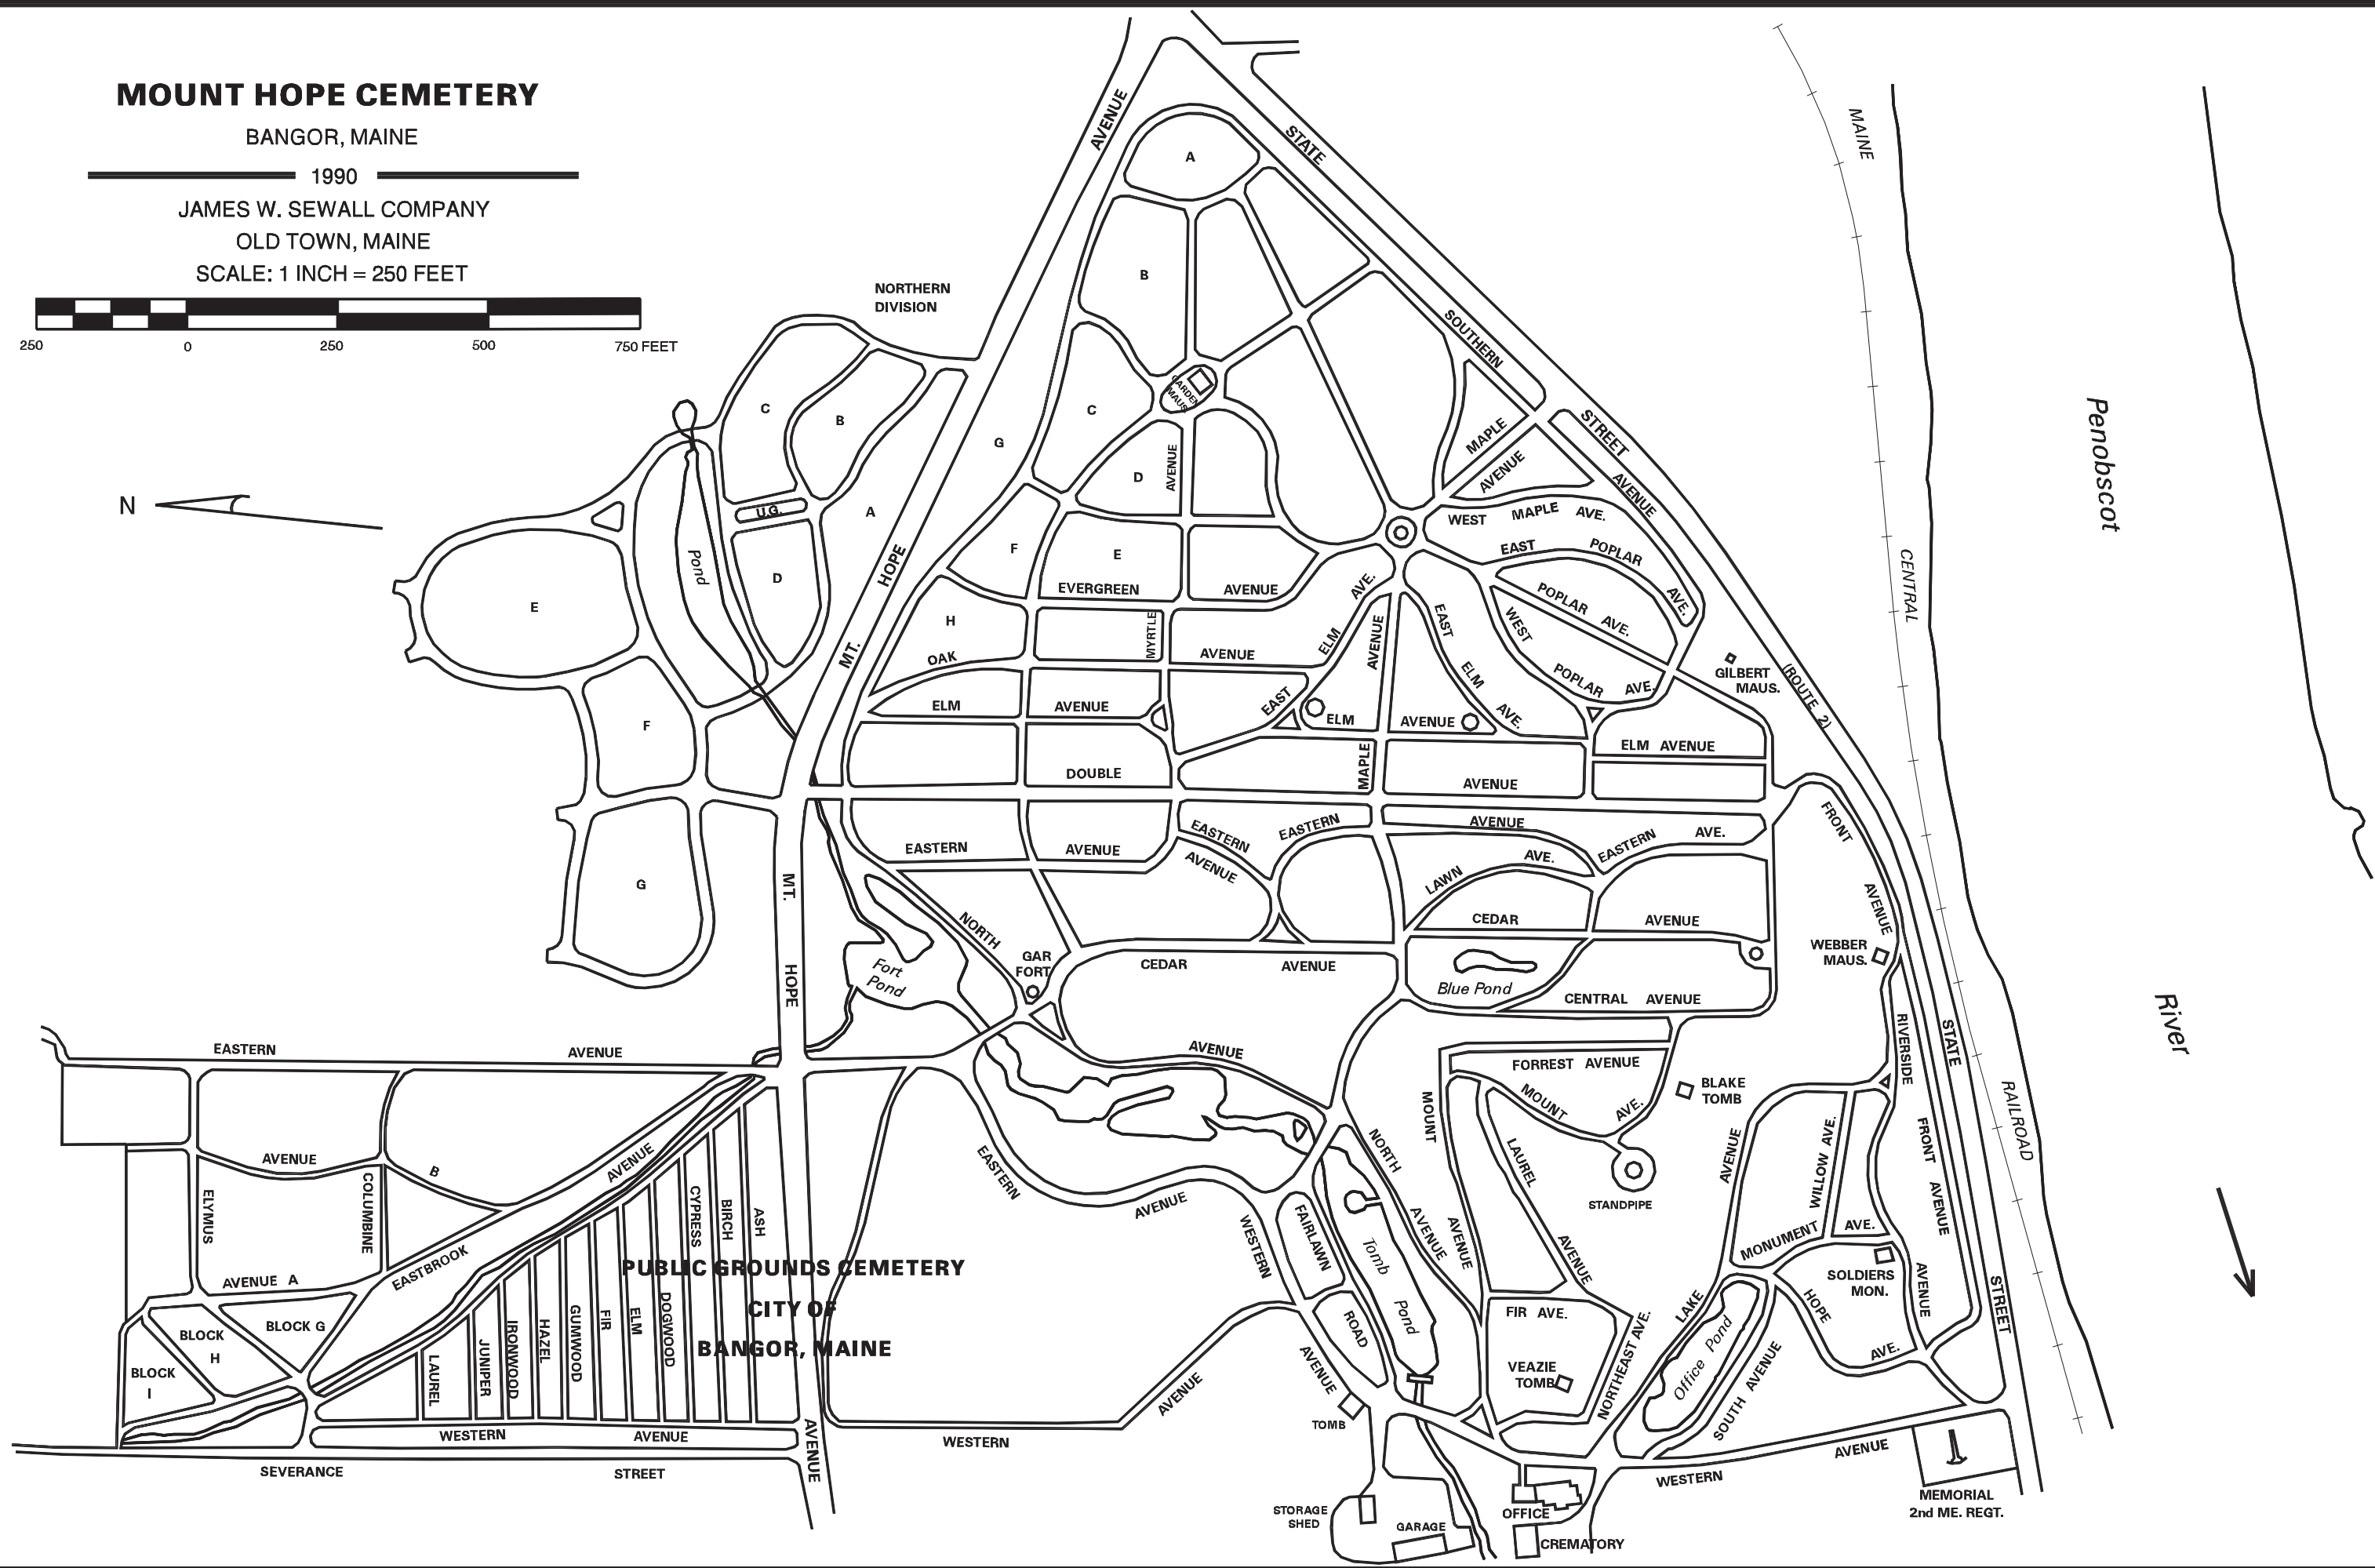 MOUNT HOPE CEMETERY
BANGOR, MAINE
1990
JAMES W. SEWALL COMPANY
OLD TOWN, MAINE
SCALE: 1 INCH = 250 FEET
250 0 250 500 750 FEET
N
NORTHERN
DIVISION
C
B
A
U.G.
D
Pond
E
F
G
AVENUE
HOPE
MT.
MT.
HOPE
AVENUE
A
B
C
G
GARDEN
MAUS.
D
AVENUE
F
E
H
EVERGREEN AVENUE
MYRTLE
OAK
AVENUE
ELM AVENUE
ELM AVE.
EAST
ELM AVENUE
AVENUE
MAPLE
EAST ELM AVE.
DOUBLE
AVENUE
ELM AVENUE
STATE
STREET
SOUTHERN
AVENUE
MAPLE
AVENUE
WEST MAPLE AVE.
EAST POPLAR AVE.
POPLAR AVE.
WEST POPLAR AVE.
GILBERT
MAUS.
(ROUTE 2)
MAINE
CENTRAL
RAILROAD
Penobscot
River
EASTERN AVENUE
EASTERN
AVENUE
EASTERN
AVENUE
EASTERN AVE.
LAWN AVE.
CEDAR AVENUE
NORTH
GAR
FORT
Fort
Pond
CEDAR AVENUE
Blue Pond
CENTRAL AVENUE
FRONT
AVENUE
WEBBER
MAUS.
RIVERSIDE
STATE
STREET
FRONT
AVENUE
AVENUE
FORREST AVENUE
MOUNT AVE.
BLAKE
TOMB
STANDPIPE
MOUNT
AVENUE
NORTH
AVENUE
LAUREL
AVENUE
AVENUE
EASTERN
AVENUE
WESTERN
AVENUE
FAIRLAWN
ROAD
Tomb
Pond
TOMB
FIR AVE.
VEAZIE
TOMB
NORTHEAST AVE.
LAKE
AVENUE
WILLOW AVE.
MONUMENT AVE.
SOLDIERS
MON.
HOPE
AVE.
Office Pond
SOUTH AVENUE
WESTERN
AVENUE
MEMORIAL
2nd ME. REGT.
OFFICE
CREMATORY
GARAGE
STORAGE
SHED
EASTERN AVENUE
AVENUE B
ELYMUS
COLUMBINE
AVENUE A
EASTBROOK
AVENUE
BLOCK G
BLOCK
H
BLOCK
I
LAUREL
JUNIPER
IRONWOOD
HAZEL
GUMWOOD
FIR
ELM
DOGWOOD
CYPRESS
BIRCH
ASH
PUBLIC GROUNDS CEMETERY
CITY OF
BANGOR, MAINE
WESTERN AVENUE
SEVERANCE STREET
WESTERN
AVENUE